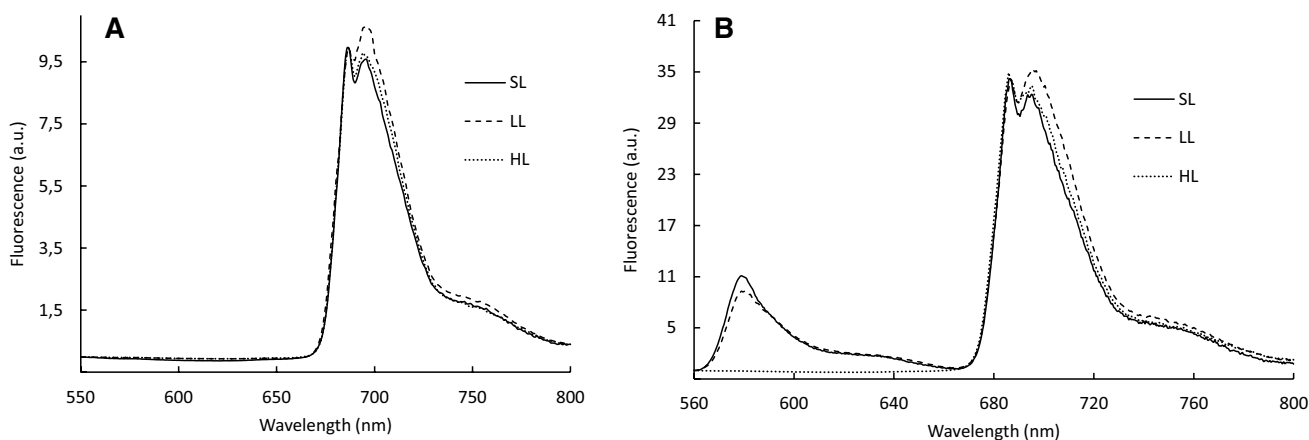 A
Fluorescence (a.u.)
9,5
7,5
5,5
3,5
1,5
SL
LL
HL
550 600 650 700 750 800
Wavelength (nm)
B
Fluorescence (a.u.)
41
35
29
23
17
11
5
SL
LL
HL
560 600 640 680 720 760 800
Wavelength (nm)